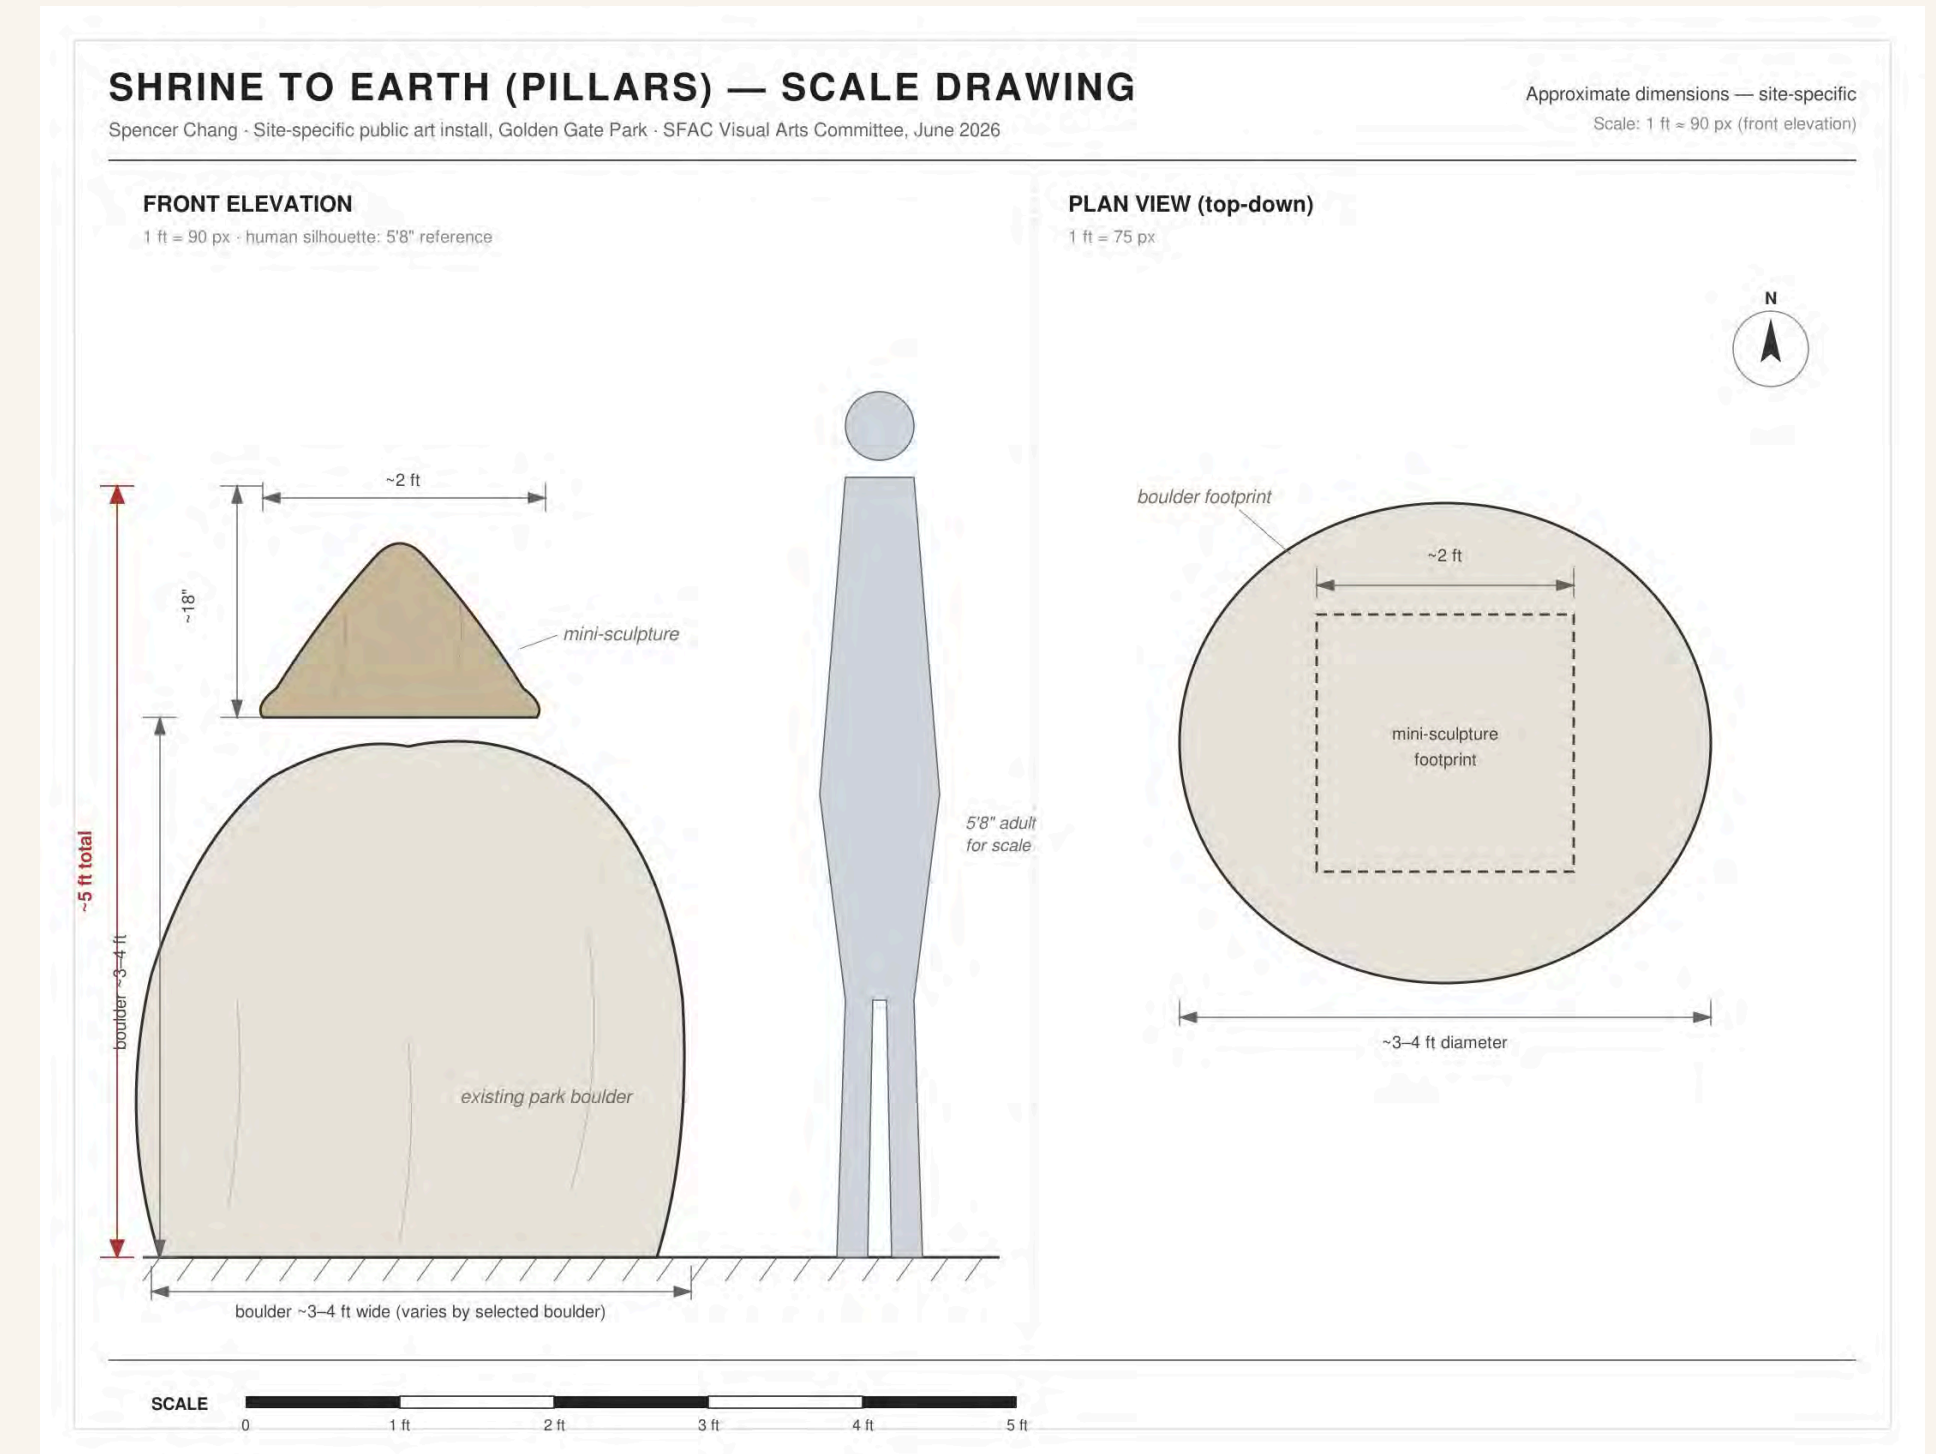 SHRINE TO EARTH (PILLARS) — SCALE DRAWING
Spencer Chang · Site-specific public art install, Golden Gate Park · SFAC Visual Arts Committee, June 2026
Approximate dimensions — site-specific
Scale: 1 ft ≈ 90 px (front elevation)
FRONT ELEVATION
1 ft = 90 px · human silhouette: 5'8" reference
~2 ft
~18"
mini-sculpture
~5 ft total
boulder ~3–4 ft
5'8" adult
for scale
existing park boulder
boulder ~3–4 ft wide (varies by selected boulder)
PLAN VIEW (top-down)
1 ft = 75 px
N
boulder footprint
~2 ft
mini-sculpture
footprint
~3–4 ft diameter
SCALE
0 1 ft 2 ft 3 ft 4 ft 5 ft